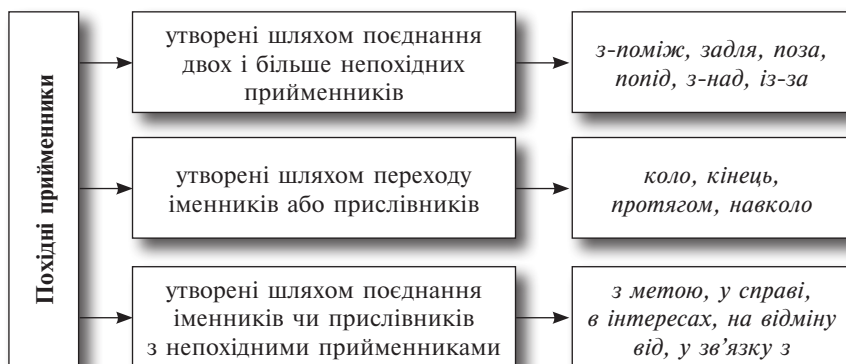 Похідні прийменники
утворені шляхом поєднання
двох і більше непохідних
прийменників
з-поміж, задля, поза,
попід, з-над, із-за
утворені шляхом переходу
іменників або прислівників
коло, кінець,
протягом, навколо
утворені шляхом поєднання
іменників чи прислівників
з непохідними прийменниками
з метою, у справі,
в інтересах, на відміну
від, у зв’язку з